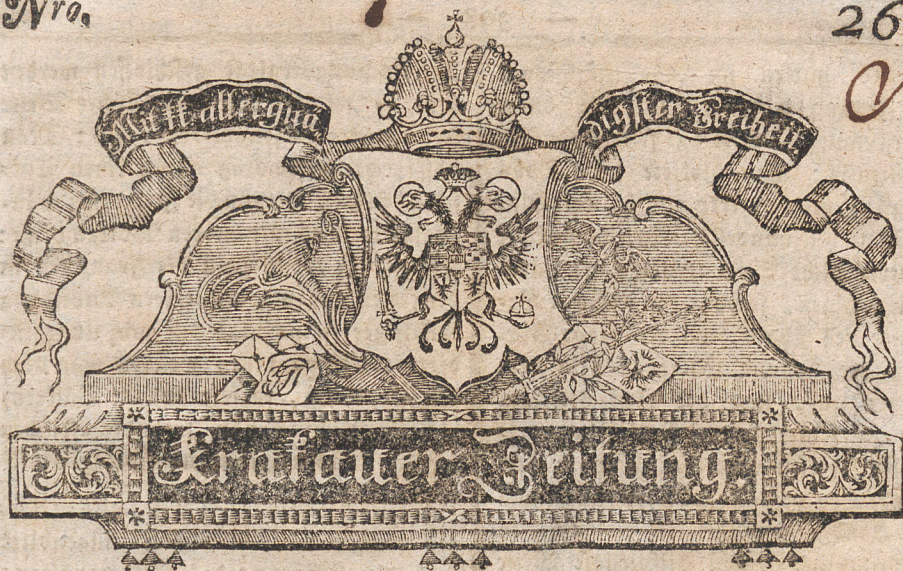 Nro. 26
Mit k. allergnä digster Freiheit.
Krakauer Zeitung.